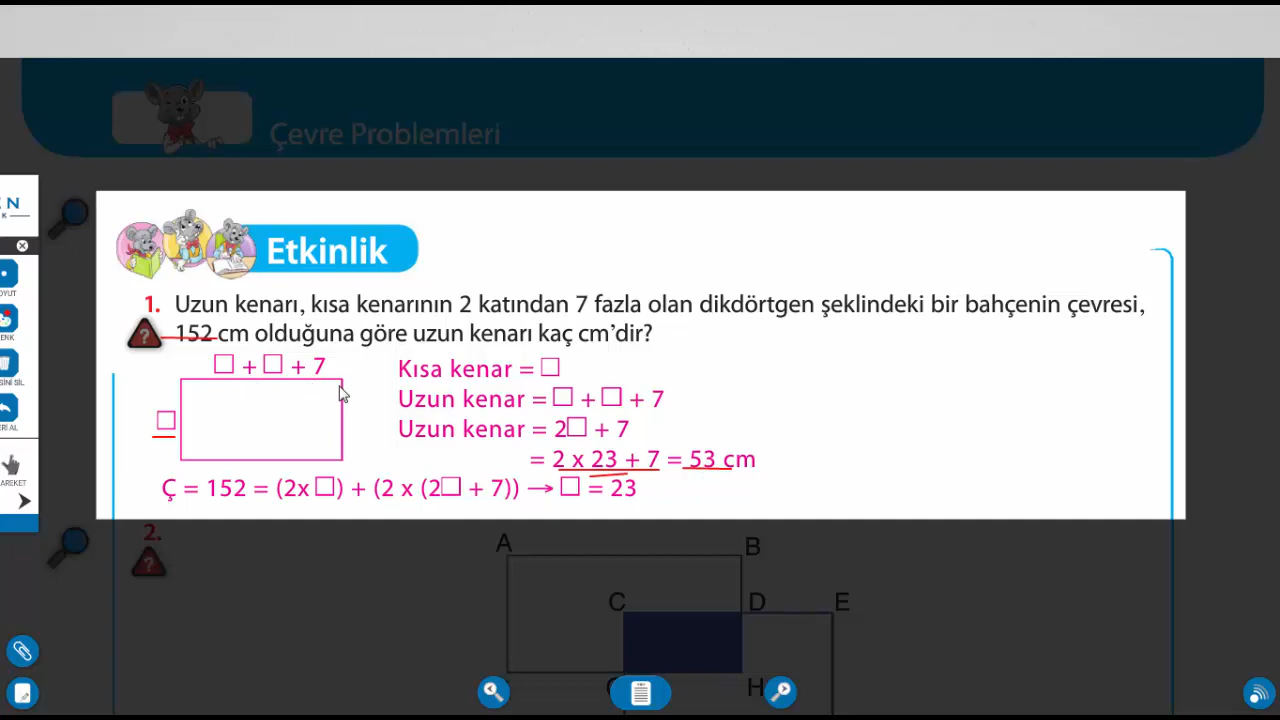 Çevre Problemleri
Etkinlik
1. Uzun kenarı, kısa kenarının 2 katından 7 fazla olan dikdörtgen şeklindeki bir bahçenin çevresi,
152 cm olduğuna göre uzun kenarı kaç cm'dir?
□ + □ + 7
□
Kısa kenar = □
Uzun kenar = □ + □ + 7
Uzun kenar = 2□ + 7
= 2 x 23 + 7 = 53 cm
Ç = 152 = (2x □) + (2 x (2□ + 7)) → □ = 23
2.
A
B
C
D
E
H